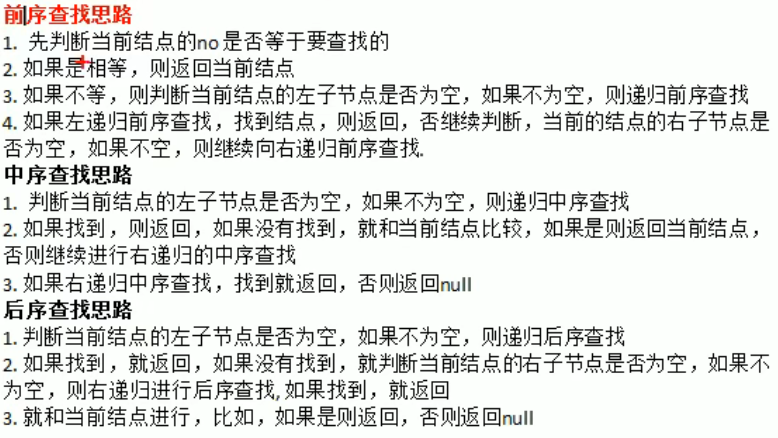 前序查找思路
1. 先判断当前结点的no是否等于要查找的
2. 如果是相等，则返回当前结点
3. 如果不等，则判断当前结点的左子节点是否为空，如果不为空，则递归前序查找
4. 如果左递归前序查找，找到结点，则返回，否继续判断，当前的结点的右子节点是
否为空，如果不空，则继续向右递归前序查找.
中序查找思路
1. 判断当前结点的左子节点是否为空，如果不为空，则递归中序查找
2. 如果找到，则返回，如果没有找到，就和当前结点比较，如果是则返回当前结点，
否则继续进行右递归的中序查找
3. 如果右递归中序查找，找到就返回，否则返回null
后序查找思路
1. 判断当前结点的左子节点是否为空，如果不为空，则递归后序查找
2. 如果找到，就返回，如果没有找到，就判断当前结点的右子节点是否为空，如果不
为空，则右递归进行后序查找,如果找到，就返回
3. 就和当前结点进行，比如，如果是则返回，否则返回null